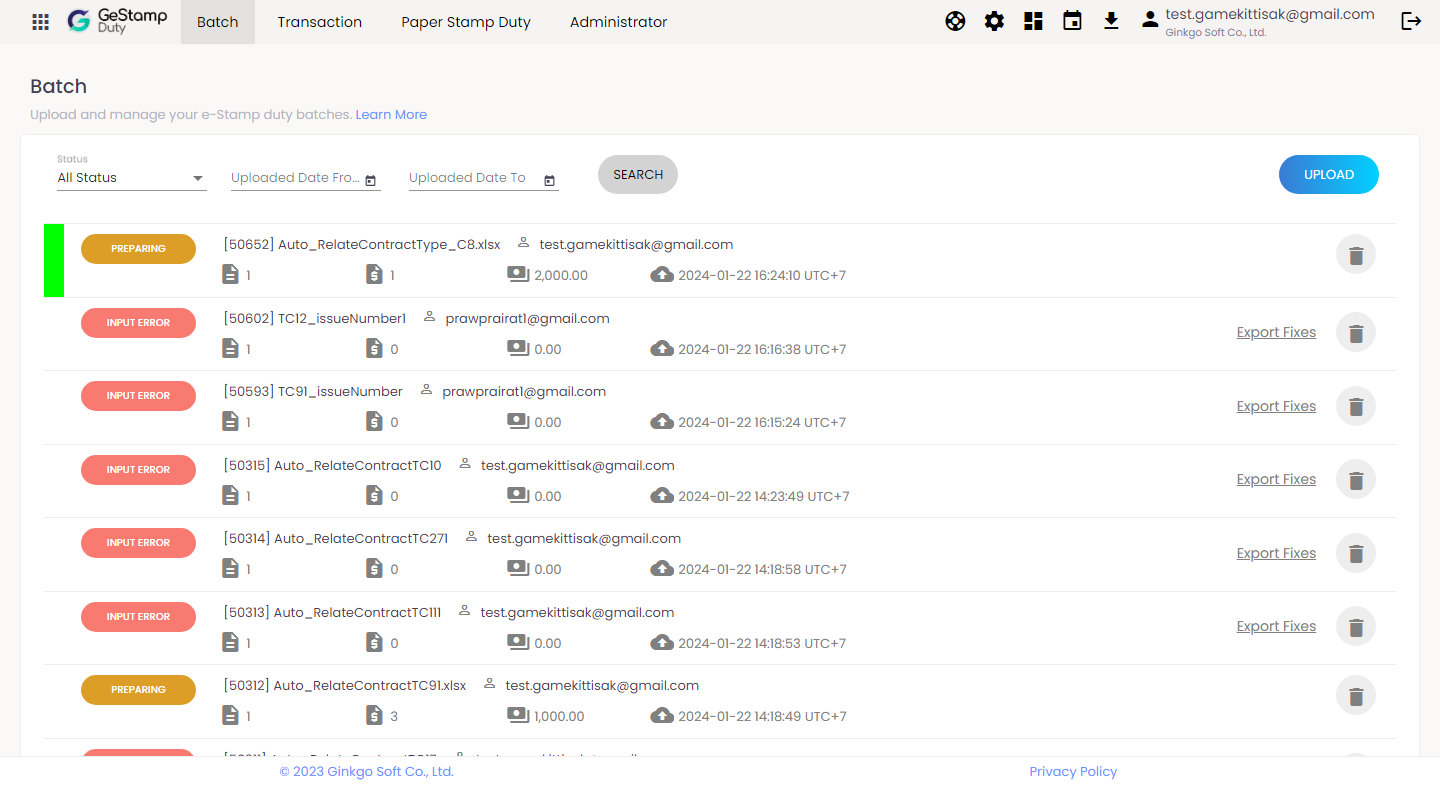 GeStamp
Duty
Batch
Transaction
Paper Stamp Duty
Administrator
test.gamekittisak@gmail.com
Ginkgo Soft Co., Ltd.
Batch
Upload and manage your e-Stamp duty batches. Learn More
Status
All Status
Uploaded Date Fro...
Uploaded Date To
SEARCH
UPLOAD
PREPARING
[50652] Auto_RelateContractType_C8.xlsx test.gamekittisak@gmail.com
1 1 2,000.00 2024-01-22 16:24:10 UTC+7
INPUT ERROR
[50602] TC12_issueNumber1 prawprairat1@gmail.com
1 0 0.00 2024-01-22 16:16:38 UTC+7
Export Fixes
INPUT ERROR
[50593] TC91_issueNumber prawprairat1@gmail.com
1 0 0.00 2024-01-22 16:15:24 UTC+7
Export Fixes
INPUT ERROR
[50315] Auto_RelateContractTC10 test.gamekittisak@gmail.com
1 0 0.00 2024-01-22 14:23:49 UTC+7
Export Fixes
INPUT ERROR
[50314] Auto_RelateContractTC271 test.gamekittisak@gmail.com
1 0 0.00 2024-01-22 14:18:58 UTC+7
Export Fixes
INPUT ERROR
[50313] Auto_RelateContractTC111 test.gamekittisak@gmail.com
1 0 0.00 2024-01-22 14:18:53 UTC+7
Export Fixes
PREPARING
[50312] Auto_RelateContractTC91.xlsx test.gamekittisak@gmail.com
1 3 1,000.00 2024-01-22 14:18:49 UTC+7
© 2023 Ginkgo Soft Co., Ltd.
Privacy Policy